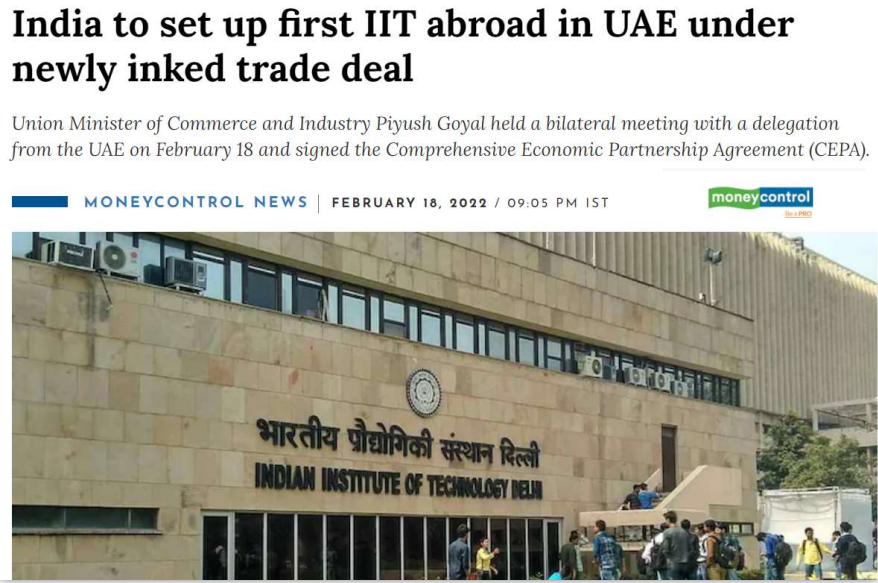 India to set up first IIT abroad in UAE under
newly inked trade deal
Union Minister of Commerce and Industry Piyush Goyal held a bilateral meeting with a delegation
from the UAE on February 18 and signed the Comprehensive Economic Partnership Agreement (CEPA).
MONEYCONTROL NEWS | FEBRUARY 18, 2022 / 09:05 PM IST
moneycontrol
Be a PRO
भारतीय प्रौद्योगिकी संस्थान दिल्ली
INDIAN INSTITUTE OF TECHNOLOGY DELHI